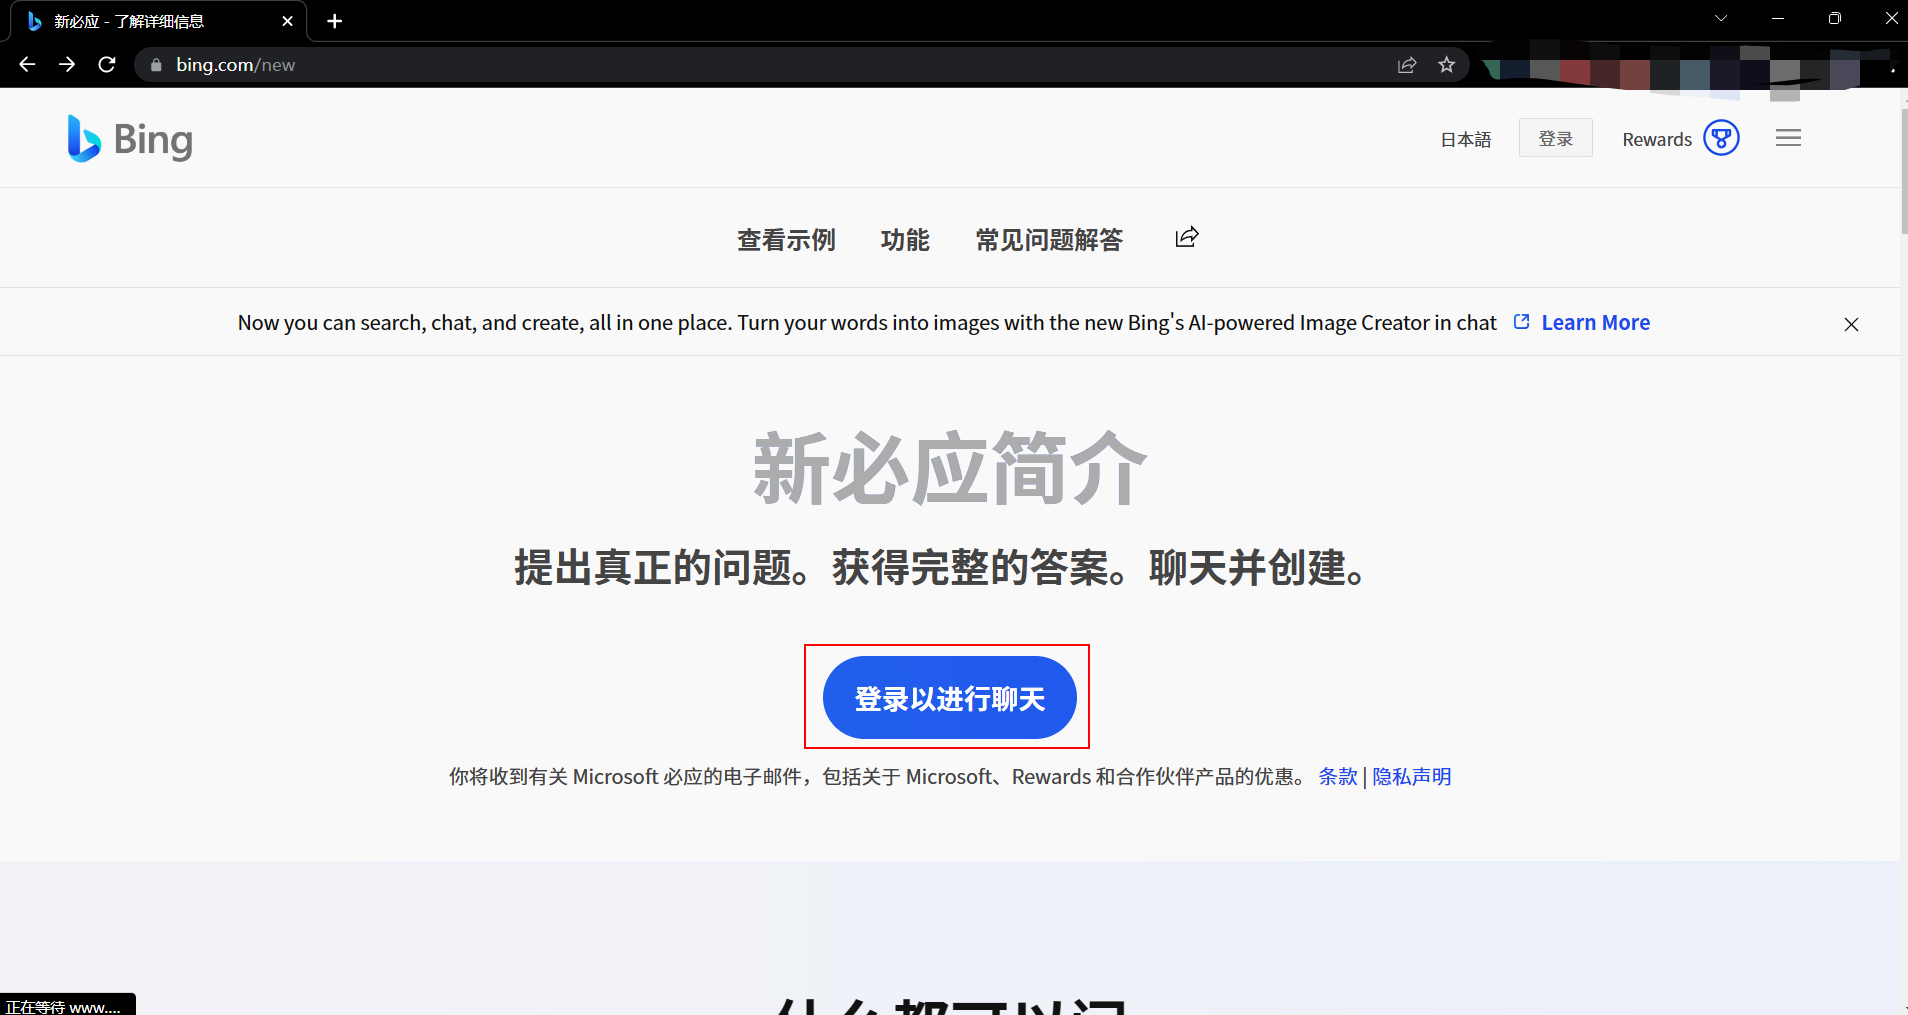 新必应 - 了解详细信息
bing.com/new
Bing
日本語 登录 Rewards
查看示例 功能 常见问题解答
Now you can search, chat, and create, all in one place. Turn your words into images with the new Bing's AI-powered Image Creator in chat Learn More
新必应简介
提出真正的问题。获得完整的答案。聊天并创建。
登录以进行聊天
你将收到有关 Microsoft 必应的电子邮件，包括关于 Microsoft、Rewards 和合作伙伴产品的优惠。 条款 | 隐私声明
什么都可以问
正在等待 www....